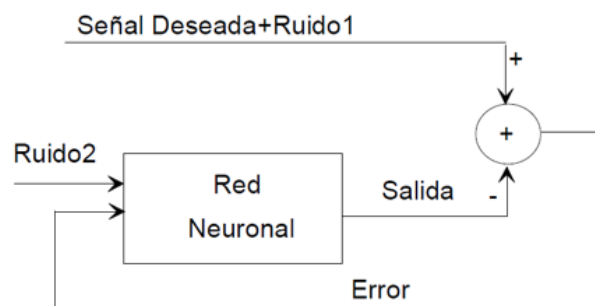 Señal Deseada+Ruido1
+
+
Ruido2
Red
Neuronal
Salida
-
Error